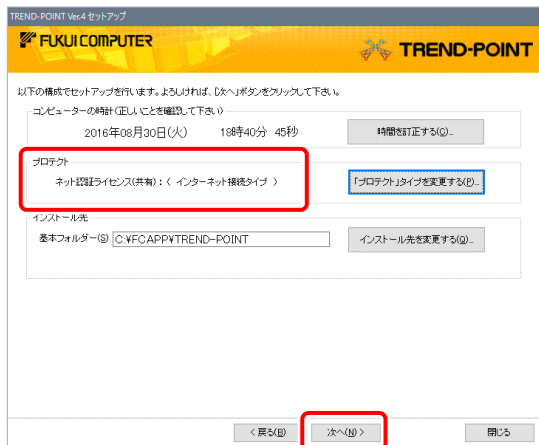 TREND-POINT Ver.4 セットアップ
FUKUI COMPUTER
TREND-POINT
以下の構成でセットアップを行います。よろしければ、[次へ]ボタンをクリックして下さい。
コンピューターの時計(正しいことを確認して下さい)
2016年08月30日(火) 18時40分 45秒
時間を訂正する(Q)...
プロテクト
ネット認証ライセンス(共有) : ( インターネット接続タイプ )
「プロテクト」タイプを変更する(P)...
インストール先
基本フォルダー(S) C:¥FCAPP¥TREND-POINT
インストール先を変更する(Q)...
< 戻る(B)
次へ(N) >
閉じる